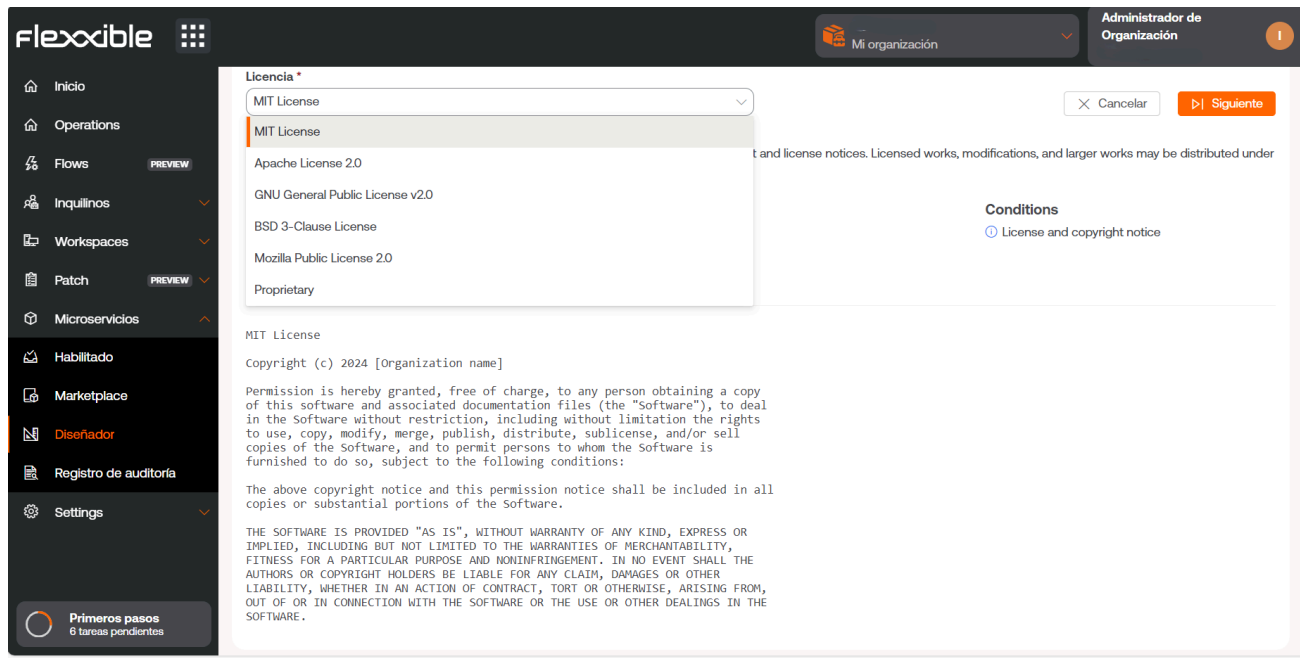 Flexxible
Mi organización
Administrador de
Organización
I
Inicio
Operations
Flows PREVIEW
Inquilinos
Workspaces
Patch PREVIEW
Microservicios
Habilitado
Marketplace
Diseñador
Registro de auditoría
Settings
Primeros pasos
6 tareas pendientes
Licencia *
MIT License
Cancelar
Siguiente
MIT License
Apache License 2.0
GNU General Public License v2.0
BSD 3-Clause License
Mozilla Public License 2.0
Proprietary
t and license notices. Licensed works, modifications, and larger works may be distributed under
Conditions
License and copyright notice
MIT License
Copyright (c) 2024 [Organization name]
Permission is hereby granted, free of charge, to any person obtaining a copy
of this software and associated documentation files (the "Software"), to deal
in the Software without restriction, including without limitation the rights
to use, copy, modify, merge, publish, distribute, sublicense, and/or sell
copies of the Software, and to permit persons to whom the Software is
furnished to do so, subject to the following conditions:
The above copyright notice and this permission notice shall be included in all
copies or substantial portions of the Software.
THE SOFTWARE IS PROVIDED "AS IS", WITHOUT WARRANTY OF ANY KIND, EXPRESS OR
IMPLIED, INCLUDING BUT NOT LIMITED TO THE WARRANTIES OF MERCHANTABILITY,
FITNESS FOR A PARTICULAR PURPOSE AND NONINFRINGEMENT. IN NO EVENT SHALL THE
AUTHORS OR COPYRIGHT HOLDERS BE LIABLE FOR ANY CLAIM, DAMAGES OR OTHER
LIABILITY, WHETHER IN AN ACTION OF CONTRACT, TORT OR OTHERWISE, ARISING FROM,
OUT OF OR IN CONNECTION WITH THE SOFTWARE OR THE USE OR OTHER DEALINGS IN THE
SOFTWARE.